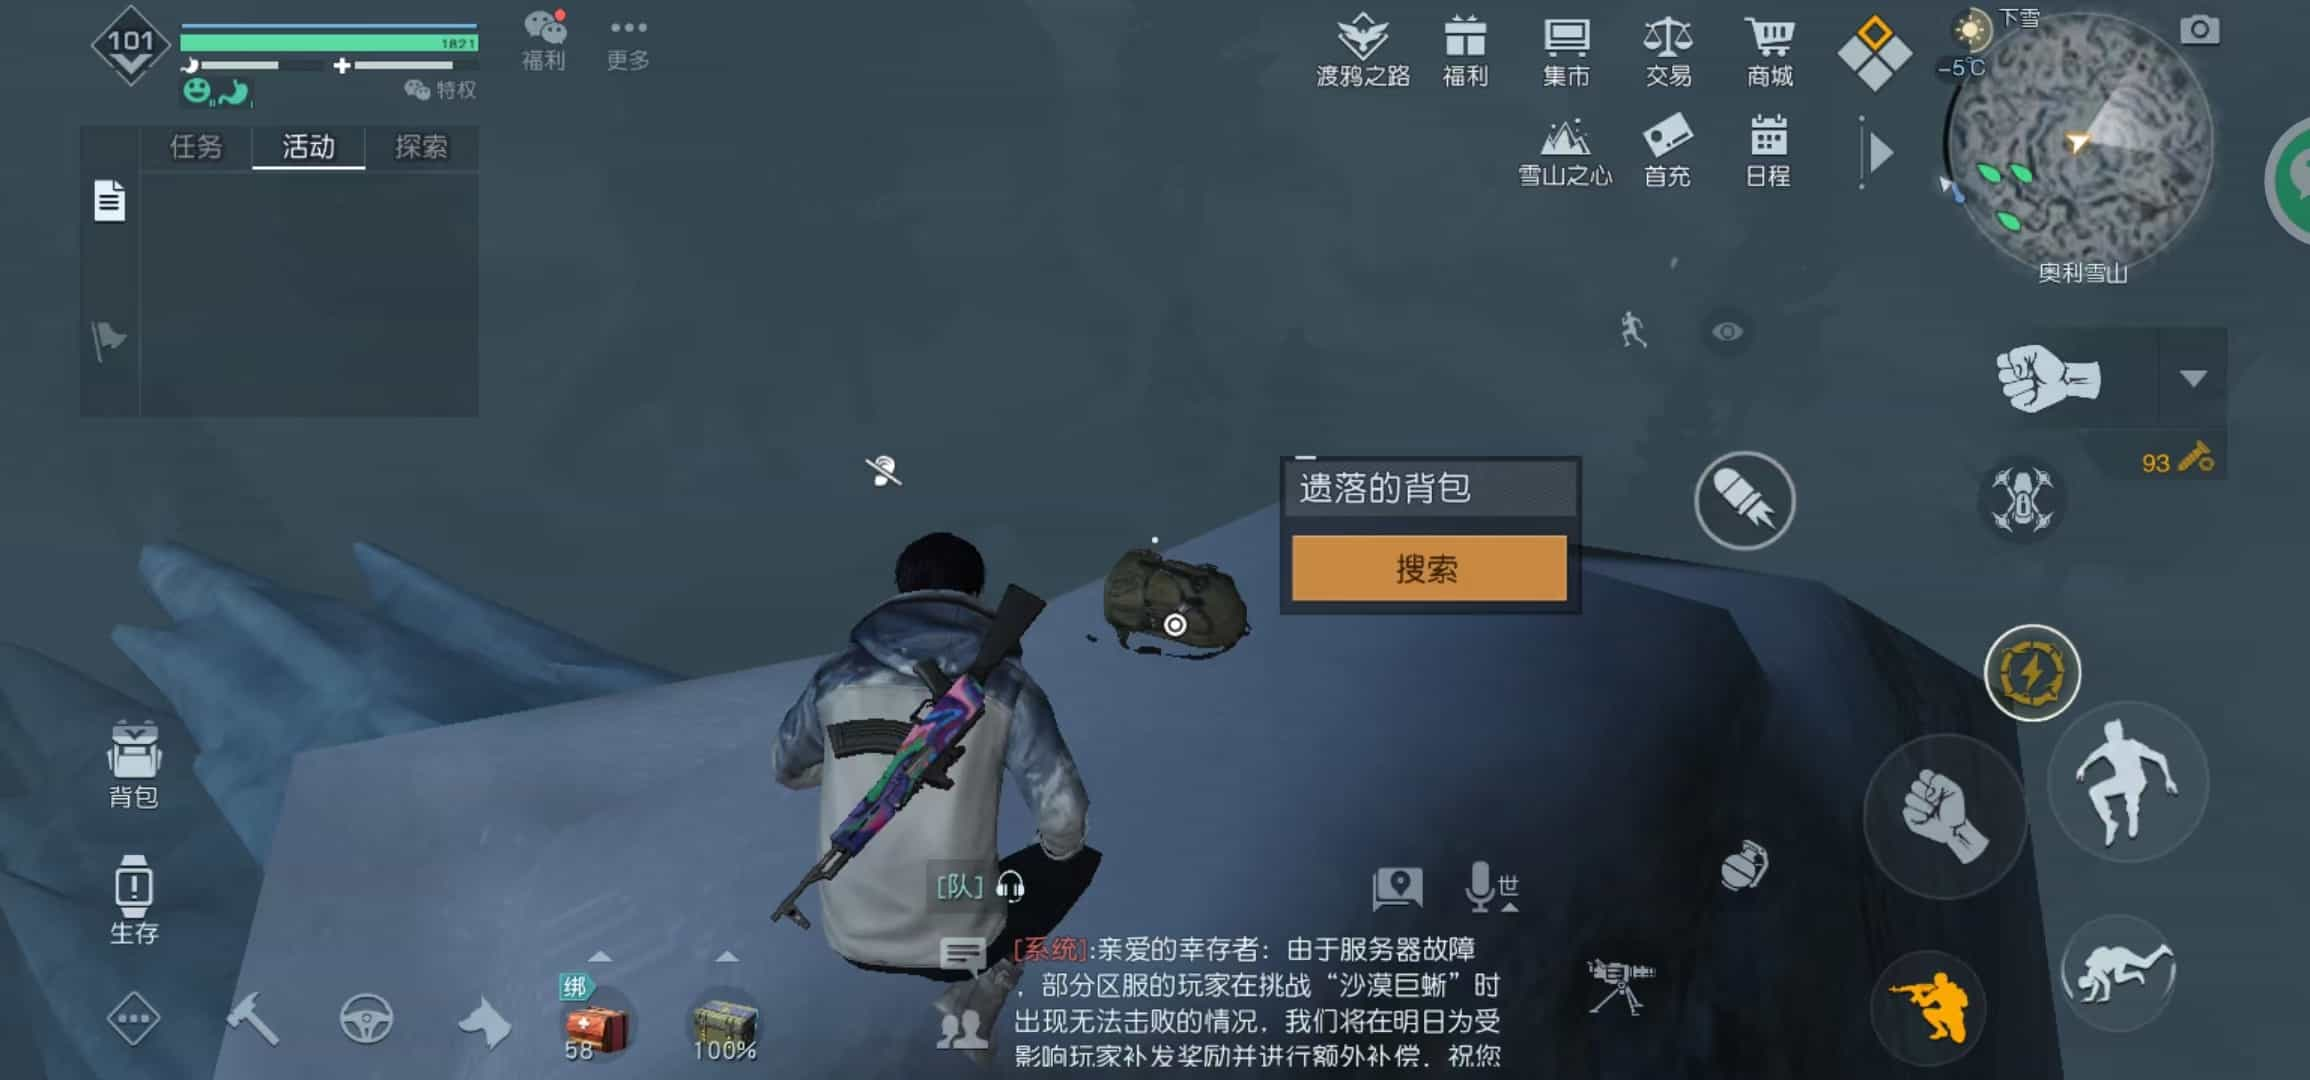 101
1821
福利
更多
特权
任务
活动
探索
渡鸦之路
福利
集市
交易
商城
雪山之心
首充
日程
下雪
-5℃
奥利雪山
93
遗落的背包
搜索
背包
生存
绑
58
100%
[队]
世
[系统]:亲爱的幸存者：由于服务器故障
，部分区服的玩家在挑战“沙漠巨蜥”时
出现无法击败的情况，我们将在明日为受
影响玩家补发奖励并进行额外补偿，祝您